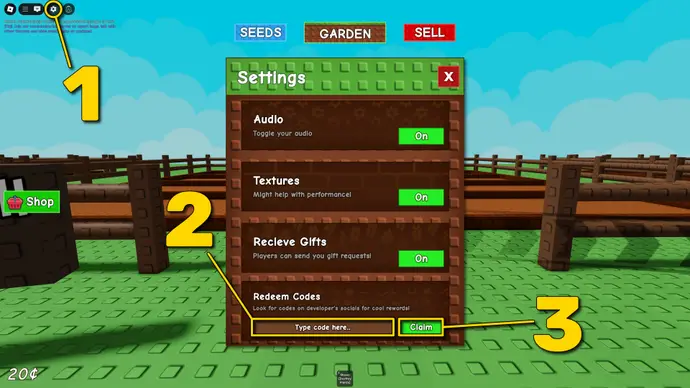 SEEDS
GARDEN
SELL
1
Settings
X
Audio
Toggle your audio
On
Textures
Might help with performance!
On
Shop
2
Recieve Gifts
Players can send you gift requests!
On
Redeem Codes
Look for codes on developer's socials for cool rewards!
Type code here..
Claim
3
20¢